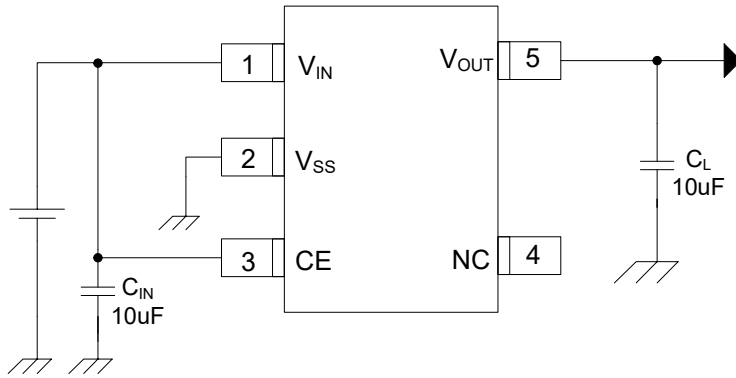 1 V_IN V_OUT 5
2 V_SS
C_L
10uF
3 CE NC 4
C_IN
10uF